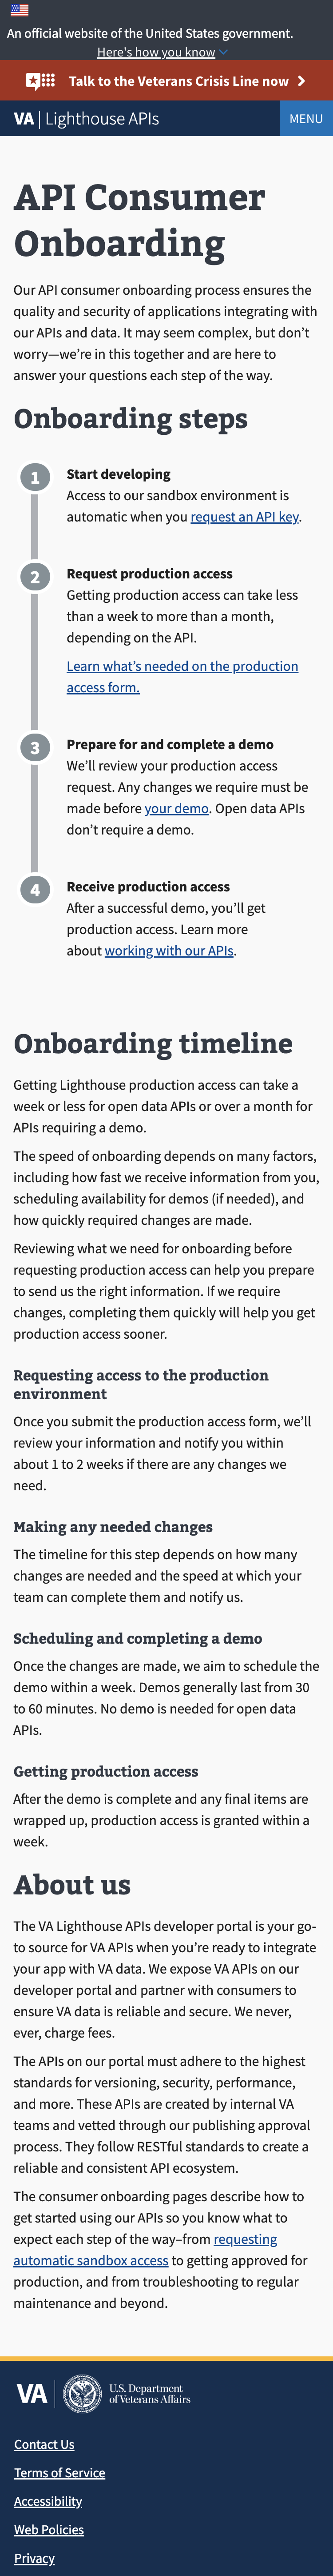 An official website of the United States government.
Here's how you know
Talk to the Veterans Crisis Line now
VA | Lighthouse APIs
MENU
API Consumer
Onboarding
Our API consumer onboarding process ensures the
quality and security of applications integrating with
our APIs and data. It may seem complex, but don't
worry—we're in this together and are here to
answer your questions each step of the way.
Onboarding steps
1
Start developing
Access to our sandbox environment is
automatic when you request an API key.
2
Request production access
Getting production access can take less
than a week to more than a month,
depending on the API.
Learn what's needed on the production
access form.
3
Prepare for and complete a demo
We'll review your production access
request. Any changes we require must be
made before your demo. Open data APIs
don't require a demo.
4
Receive production access
After a successful demo, you'll get
production access. Learn more
about working with our APIs.
Onboarding timeline
Getting Lighthouse production access can take a
week or less for open data APIs or over a month for
APIs requiring a demo.
The speed of onboarding depends on many factors,
including how fast we receive information from you,
scheduling availability for demos (if needed), and
how quickly required changes are made.
Reviewing what we need for onboarding before
requesting production access can help you prepare
to send us the right information. If we require
changes, completing them quickly will help you get
production access sooner.
Requesting access to the production
environment
Once you submit the production access form, we'll
review your information and notify you within
about 1 to 2 weeks if there are any changes we
need.
Making any needed changes
The timeline for this step depends on how many
changes are needed and the speed at which your
team can complete them and notify us.
Scheduling and completing a demo
Once the changes are made, we aim to schedule the
demo within a week. Demos generally last from 30
to 60 minutes. No demo is needed for open data
APIs.
Getting production access
After the demo is complete and any final items are
wrapped up, production access is granted within a
week.
About us
The VA Lighthouse APIs developer portal is your go-
to source for VA APIs when you're ready to integrate
your app with VA data. We expose VA APIs on our
developer portal and partner with consumers to
ensure VA data is reliable and secure. We never,
ever, charge fees.
The APIs on our portal must adhere to the highest
standards for versioning, security, performance,
and more. These APIs are created by internal VA
teams and vetted through our publishing approval
process. They follow RESTful standards to create a
reliable and consistent API ecosystem.
The consumer onboarding pages describe how to
get started using our APIs so you know what to
expect each step of the way–from requesting
automatic sandbox access to getting approved for
production, and from troubleshooting to regular
maintenance and beyond.
VA
U.S. Department
of Veterans Affairs
Contact Us
Terms of Service
Accessibility
Web Policies
Privacy